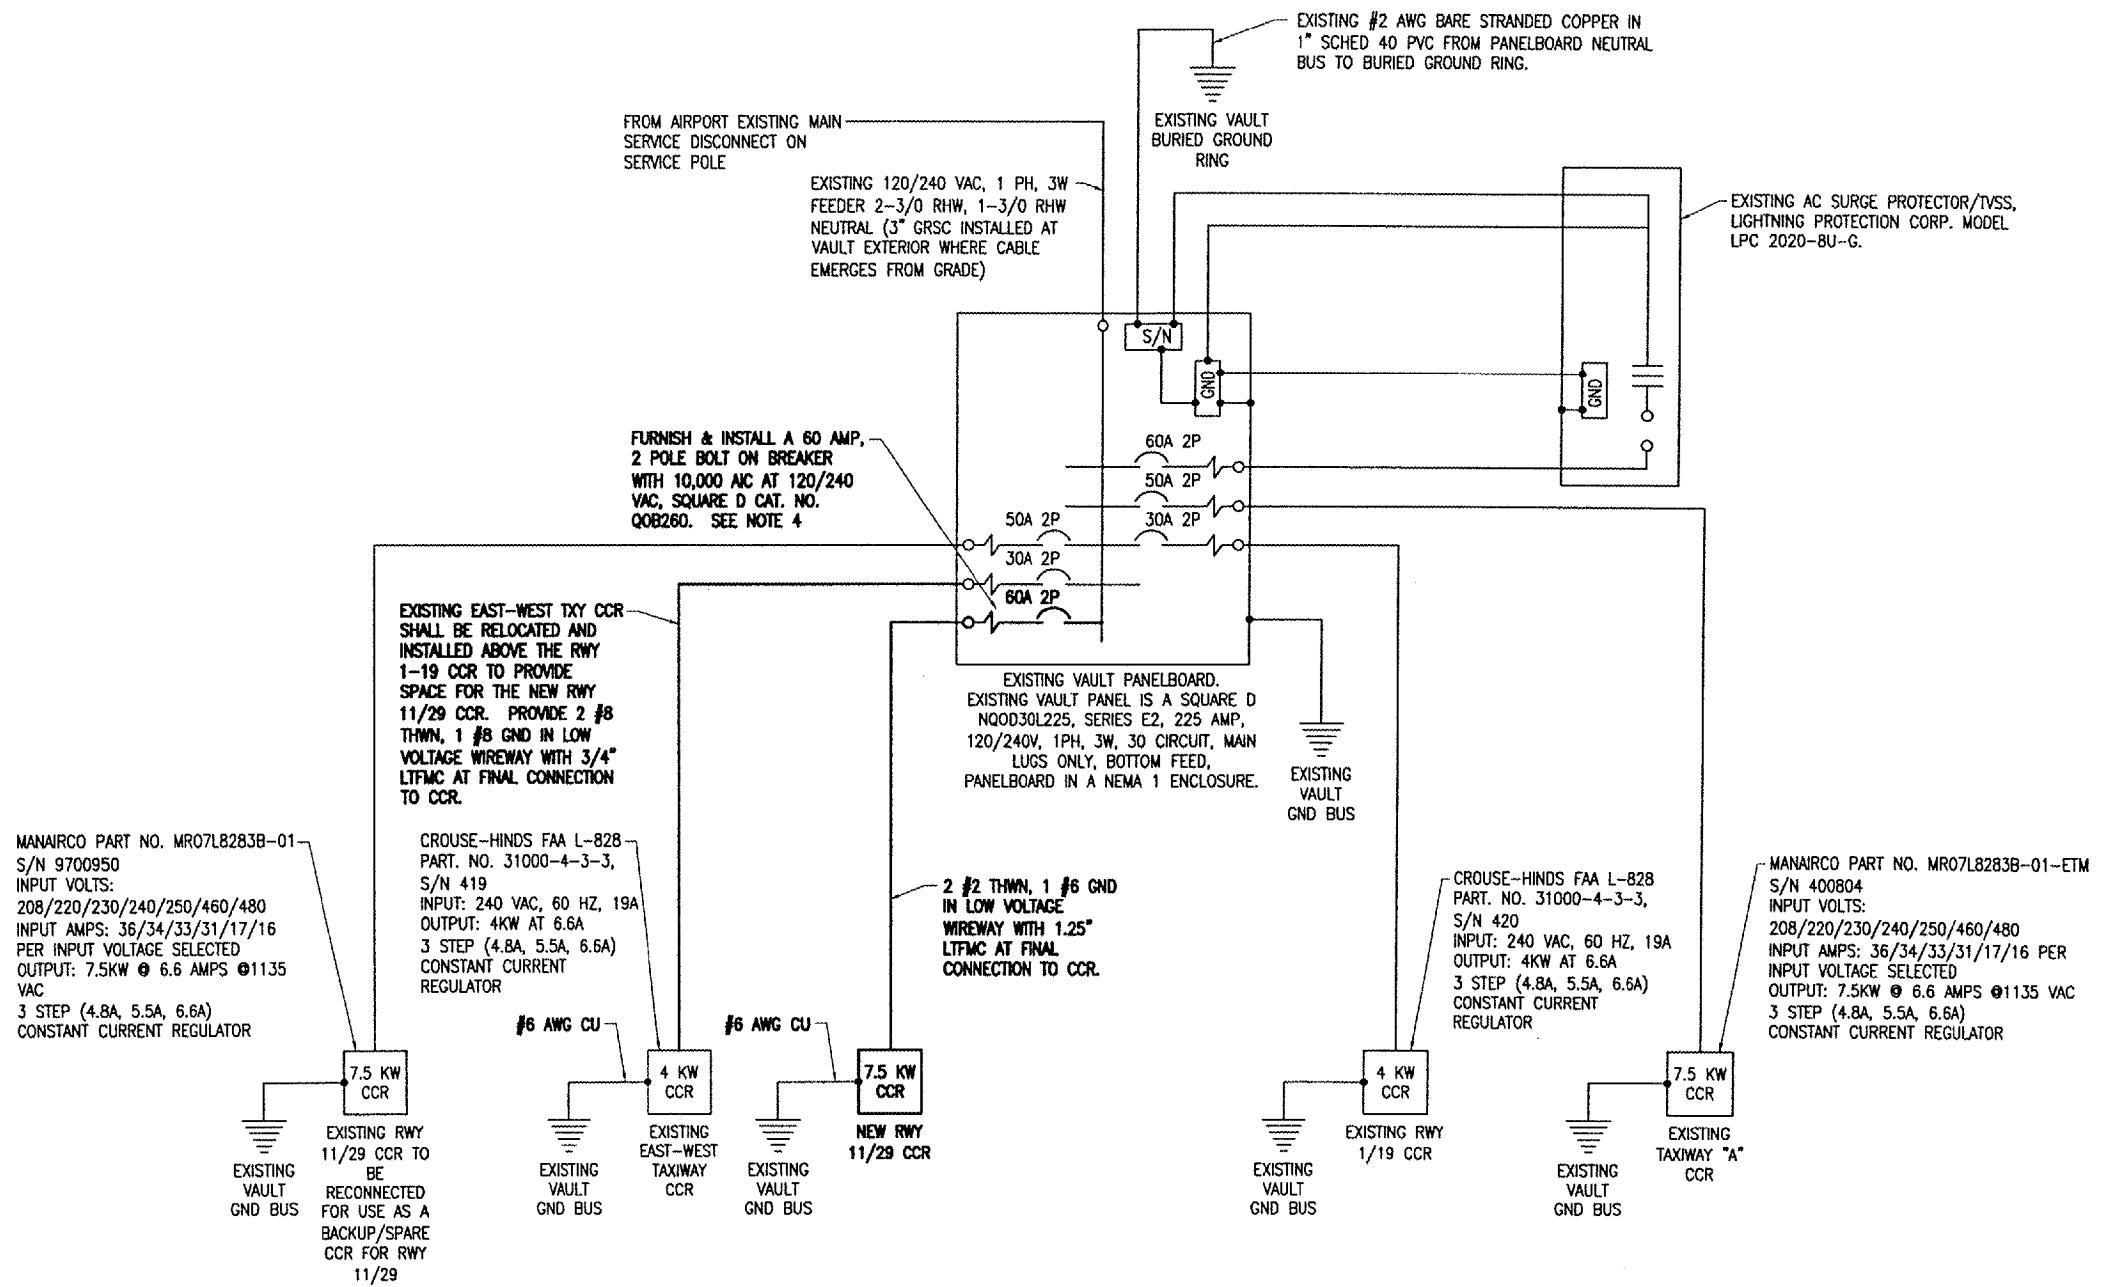 EXISTING #2 AWG BARE STRANDED COPPER IN
1" SCHED 40 PVC FROM PANELBOARD NEUTRAL
BUS TO BURIED GROUND RING.
EXISTING VAULT
BURIED GROUND
RING
FROM AIRPORT EXISTING MAIN
SERVICE DISCONNECT ON
SERVICE POLE
EXISTING 120/240 VAC, 1 PH, 3W
FEEDER 2-3/0 RHW, 1-3/0 RHW
NEUTRAL (3" GRSC INSTALLED AT
VAULT EXTERIOR WHERE CABLE
EMERGES FROM GRADE)
EXISTING AC SURGE PROTECTOR/TVSS,
LIGHTNING PROTECTION CORP. MODEL
LPC 2020-8U-G.
S/N
GND
GND
FURNISH & INSTALL A 60 AMP,
2 POLE BOLT ON BREAKER
WITH 10,000 AIC AT 120/240
VAC, SQUARE D CAT. NO.
QOB260. SEE NOTE 4
60A 2P
50A 2P
30A 2P
50A 2P
30A 2P
60A 2P
EXISTING EAST-WEST TXY CCR
SHALL BE RELOCATED AND
INSTALLED ABOVE THE RWY
1-19 CCR TO PROVIDE
SPACE FOR THE NEW RWY
11/29 CCR. PROVIDE 2 #8
THWN, 1 #8 GND IN LOW
VOLTAGE WIREWAY WITH 3/4"
LTFMC AT FINAL CONNECTION
TO CCR.
EXISTING VAULT PANELBOARD.
EXISTING VAULT PANEL IS A SQUARE D
NQOD30L225, SERIES E2, 225 AMP,
120/240V, 1PH, 3W, 30 CIRCUIT, MAIN
LUGS ONLY, BOTTOM FEED,
PANELBOARD IN A NEMA 1 ENCLOSURE.
EXISTING
VAULT
GND BUS
MANAIRCO PART NO. MR07L8283B-01
S/N 9700950
INPUT VOLTS:
208/220/230/240/250/460/480
INPUT AMPS: 36/34/33/31/17/16
PER INPUT VOLTAGE SELECTED
OUTPUT: 7.5KW @ 6.6 AMPS @1135
VAC
3 STEP (4.8A, 5.5A, 6.6A)
CONSTANT CURRENT REGULATOR
CROUSE-HINDS FAA L-828
PART. NO. 31000-4-3-3,
S/N 419
INPUT: 240 VAC, 60 HZ, 19A
OUTPUT: 4KW AT 6.6A
3 STEP (4.8A, 5.5A, 6.6A)
CONSTANT CURRENT
REGULATOR
2 #2 THWN, 1 #6 GND
IN LOW VOLTAGE
WIREWAY WITH 1.25"
LTFMC AT FINAL
CONNECTION TO CCR.
CROUSE-HINDS FAA L-828
PART. NO. 31000-4-3-3,
S/N 420
INPUT: 240 VAC, 60 HZ, 19A
OUTPUT: 4KW AT 6.6A
3 STEP (4.8A, 5.5A, 6.6A)
CONSTANT CURRENT
REGULATOR
MANAIRCO PART NO. MR07L8283B-01-ETM
S/N 400804
INPUT VOLTS:
208/220/230/240/250/460/480
INPUT AMPS: 36/34/33/31/17/16 PER
INPUT VOLTAGE SELECTED
OUTPUT: 7.5KW @ 6.6 AMPS @1135 VAC
3 STEP (4.8A, 5.5A, 6.6A)
CONSTANT CURRENT REGULATOR
#6 AWG CU
#6 AWG CU
7.5 KW
CCR
4 KW
CCR
7.5 KW
CCR
4 KW
CCR
7.5 KW
CCR
EXISTING
VAULT
GND BUS
EXISTING RWY
11/29 CCR TO
BE
RECONNECTED
FOR USE AS A
BACKUP/SPARE
CCR FOR RWY
11/29
EXISTING
VAULT
GND BUS
EXISTING
EAST-WEST
TAXIWAY
CCR
EXISTING
VAULT
GND BUS
NEW RWY
11/29 CCR
EXISTING
VAULT
GND BUS
EXISTING RWY
1/19 CCR
EXISTING
VAULT
GND BUS
EXISTING
TAXIWAY "A"
CCR